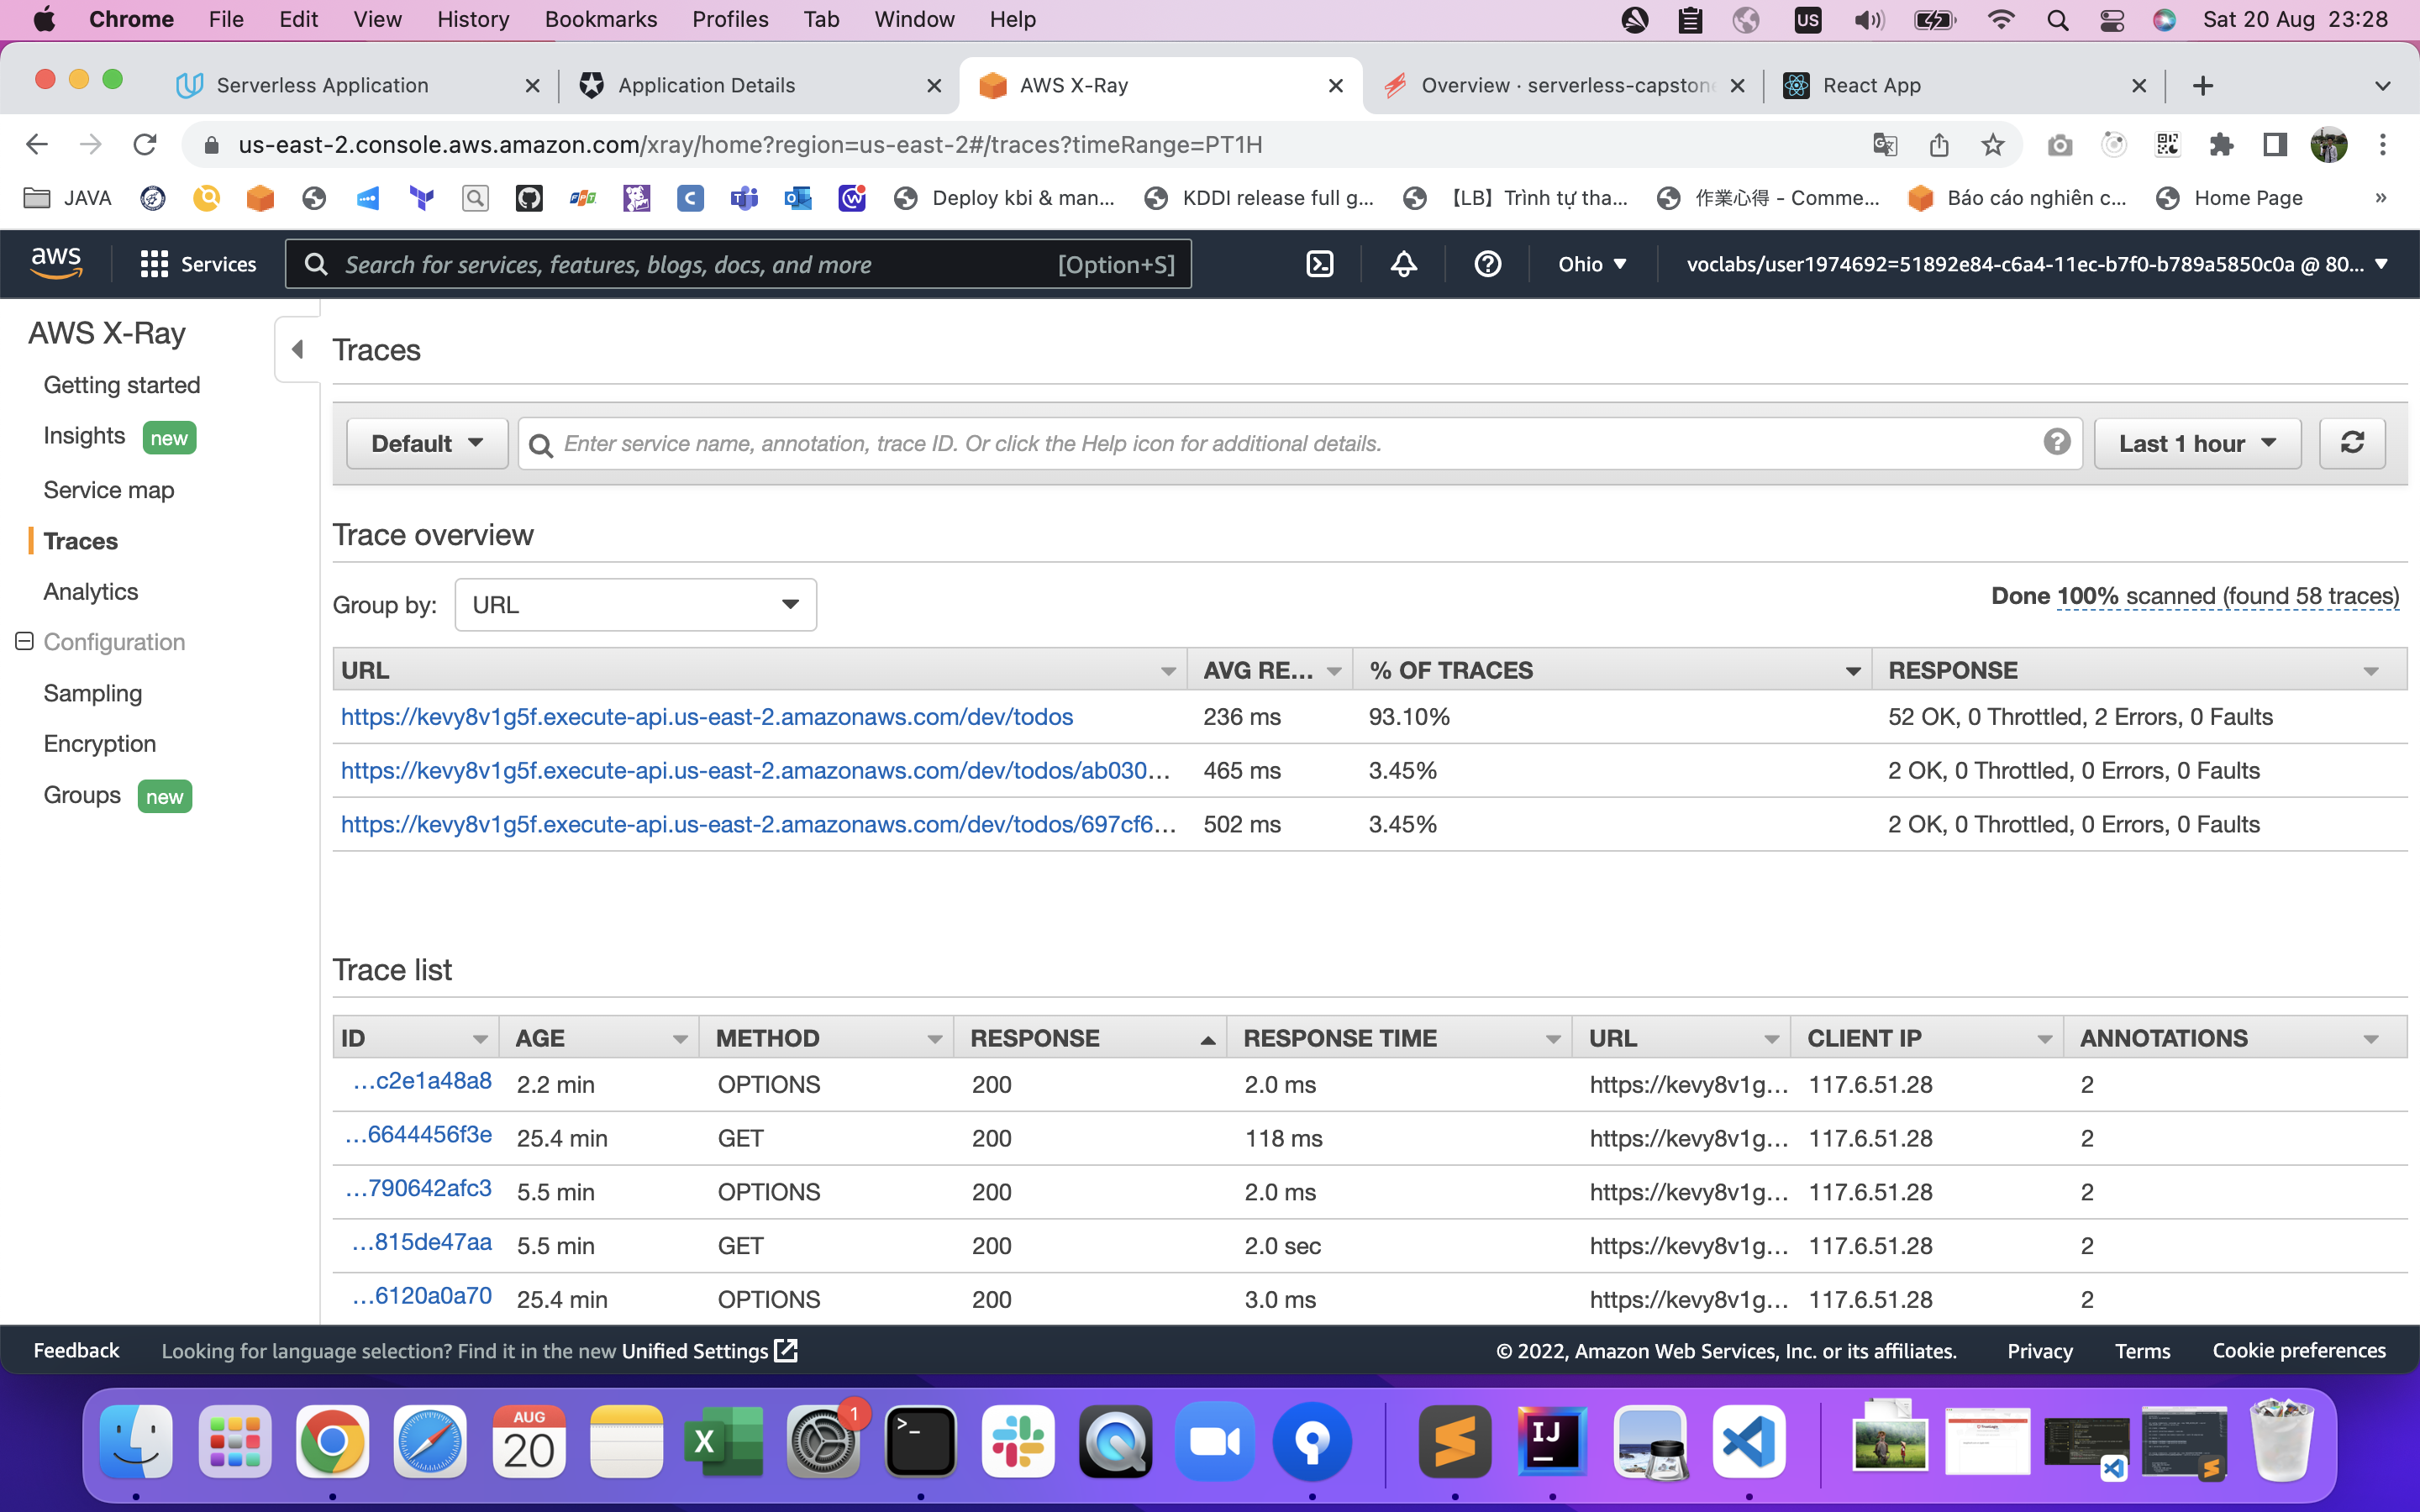 Chrome File Edit View History Bookmarks Profiles Tab Window Help US Sat 20 Aug 23:28
Serverless Application Application Details AWS X-Ray Overview · serverless-capstone React App
us-east-2.console.aws.amazon.com/xray/home?region=us-east-2#/traces?timeRange=PT1H
JAVA Deploy kbi & man... KDDI release full g... 【LB】Trình tự tha... 作業心得 - Comme... Báo cáo nghiên c... Home Page »
aws Services Search for services, features, blogs, docs, and more [Option+S] Ohio voclabs/user1974692=51892e84-c6a4-11ec-b7f0-b789a5850c0a @ 80...
AWS X-Ray
Getting started
Insights new
Service map
Traces
Analytics
Configuration
Sampling
Encryption
Groups new
Traces
Default Enter service name, annotation, trace ID. Or click the Help icon for additional details. Last 1 hour
Trace overview
Group by: URL Done 100% scanned (found 58 traces)
URL AVG RE... % OF TRACES RESPONSE
https://kevy8v1g5f.execute-api.us-east-2.amazonaws.com/dev/todos 236 ms 93.10% 52 OK, 0 Throttled, 2 Errors, 0 Faults
https://kevy8v1g5f.execute-api.us-east-2.amazonaws.com/dev/todos/ab030... 465 ms 3.45% 2 OK, 0 Throttled, 0 Errors, 0 Faults
https://kevy8v1g5f.execute-api.us-east-2.amazonaws.com/dev/todos/697cf6... 502 ms 3.45% 2 OK, 0 Throttled, 0 Errors, 0 Faults
Trace list
ID AGE METHOD RESPONSE RESPONSE TIME URL CLIENT IP ANNOTATIONS
...c2e1a48a8 2.2 min OPTIONS 200 2.0 ms https://kevy8v1g... 117.6.51.28 2
...6644456f3e 25.4 min GET 200 118 ms https://kevy8v1g... 117.6.51.28 2
...790642afc3 5.5 min OPTIONS 200 2.0 ms https://kevy8v1g... 117.6.51.28 2
...815de47aa 5.5 min GET 200 2.0 sec https://kevy8v1g... 117.6.51.28 2
...6120a0a70 25.4 min OPTIONS 200 3.0 ms https://kevy8v1g... 117.6.51.28 2
Feedback Looking for language selection? Find it in the new Unified Settings © 2022, Amazon Web Services, Inc. or its affiliates. Privacy Terms Cookie preferences
AUG
20
X
1
IJ